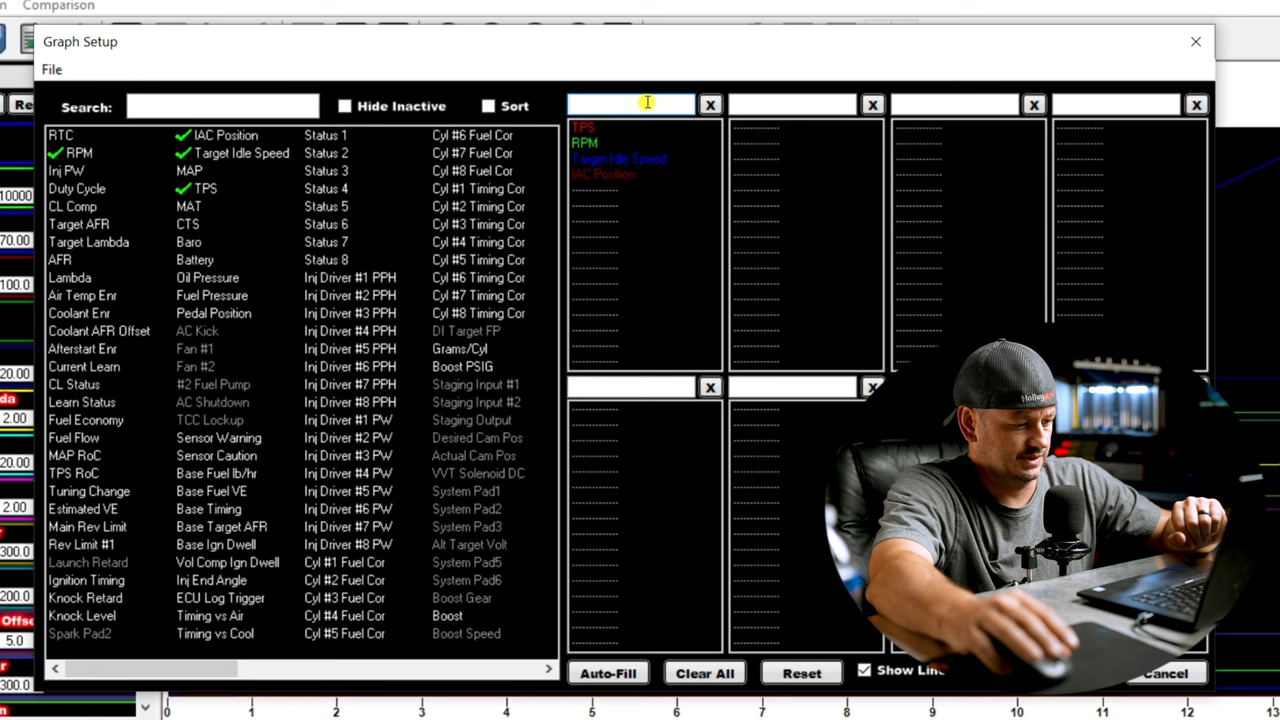 Comparison
Graph Setup
File
Search:
Hide Inactive
Sort
X
X
X
X
RTC
RPM
Inj PW
Duty Cycle
CL Comp
Target AFR
Target Lambda
AFR
Lambda
Air Temp Enr
Coolant Enr
Coolant AFR Offset
Afterstart Enr
Current Learn
CL Status
Learn Status
Fuel Economy
Fuel Flow
MAP RoC
TPS RoC
Tuning Change
Main Rev Limit
Rev Limit #1
Launch Retard
Ignition Timing
Knock Retard
Knock Level
Spark Pad2
IAC Position
Target Idle Speed
MAP
TPS
MAT
CTS
Baro
Battery
Oil Pressure
Fuel Pressure
Pedal Position
AC Kick
Fan #1
Fan #2
#2 Fuel Pump
AC Shutdown
TCC Lockup
Sensor Warning
Sensor Caution
Base Fuel lb/hr
Base Fuel VE
Base Timing
Base Target AFR
Base Ign Dwell
Vol Comp Ign Dwell
Inj End Angle
ECU Log Trigger
Timing vs Air
Timing vs Cool
Status 1
Status 2
Status 3
Status 4
Status 5
Status 6
Status 7
Status 8
Inj Driver #1 PPH
Inj Driver #2 PPH
Inj Driver #3 PPH
Inj Driver #4 PPH
Inj Driver #5 PPH
Inj Driver #6 PPH
Inj Driver #7 PPH
Inj Driver #8 PPH
Inj Driver #1 PW
Inj Driver #2 PW
Inj Driver #3 PW
Inj Driver #4 PW
Inj Driver #5 PW
Inj Driver #6 PW
Inj Driver #7 PW
Inj Driver #8 PW
Cyl #1 Fuel Cor
Cyl #2 Fuel Cor
Cyl #3 Fuel Cor
Cyl #4 Fuel Cor
Cyl #5 Fuel Cor
Cyl #6 Fuel Cor
Cyl #7 Fuel Cor
Cyl #8 Fuel Cor
Cyl #1 Timing Cor
Cyl #2 Timing Cor
Cyl #3 Timing Cor
Cyl #4 Timing Cor
Cyl #5 Timing Cor
Cyl #6 Timing Cor
Cyl #7 Timing Cor
Cyl #8 Timing Cor
DI Target FP
Grams/Cyl
Boost PSIG
Staging Input #1
Staging Input #2
Staging Output
Desired Cam Pos
Actual Cam Pos
VVT Solenoid DC
System Pad1
System Pad2
System Pad3
Alt Target Volt
System Pad5
System Pad6
Boost Gear
Boost
Boost Speed
TPS
RPM
Target Idle Speed
IAC Position
X
X
Holley
Auto-Fill
Clear All
Reset
Show Line
Cancel
10000
70.00
100.0
20.00
2.00
20.00
2.00
300.0
200.0
5.0
300.0
0 1 2 3 4 5 6 7 8 9 10 11 12 13